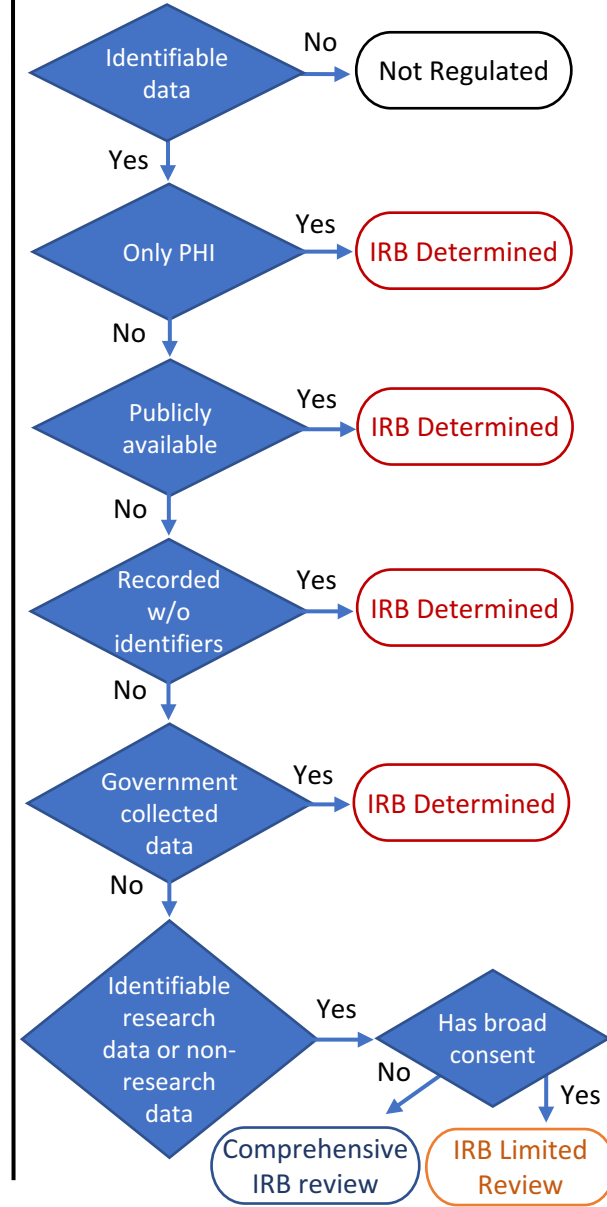 Identifiable
data
No
Not Regulated
Yes
Only PHI
Yes
IRB Determined
No
Publicly
available
Yes
IRB Determined
No
Recorded
w/o
identifiers
Yes
IRB Determined
No
Government
collected
data
Yes
IRB Determined
No
Identifiable
research
data or non-
research
data
Yes
Has broad
consent
No
Yes
Comprehensive
IRB review
IRB Limited
Review